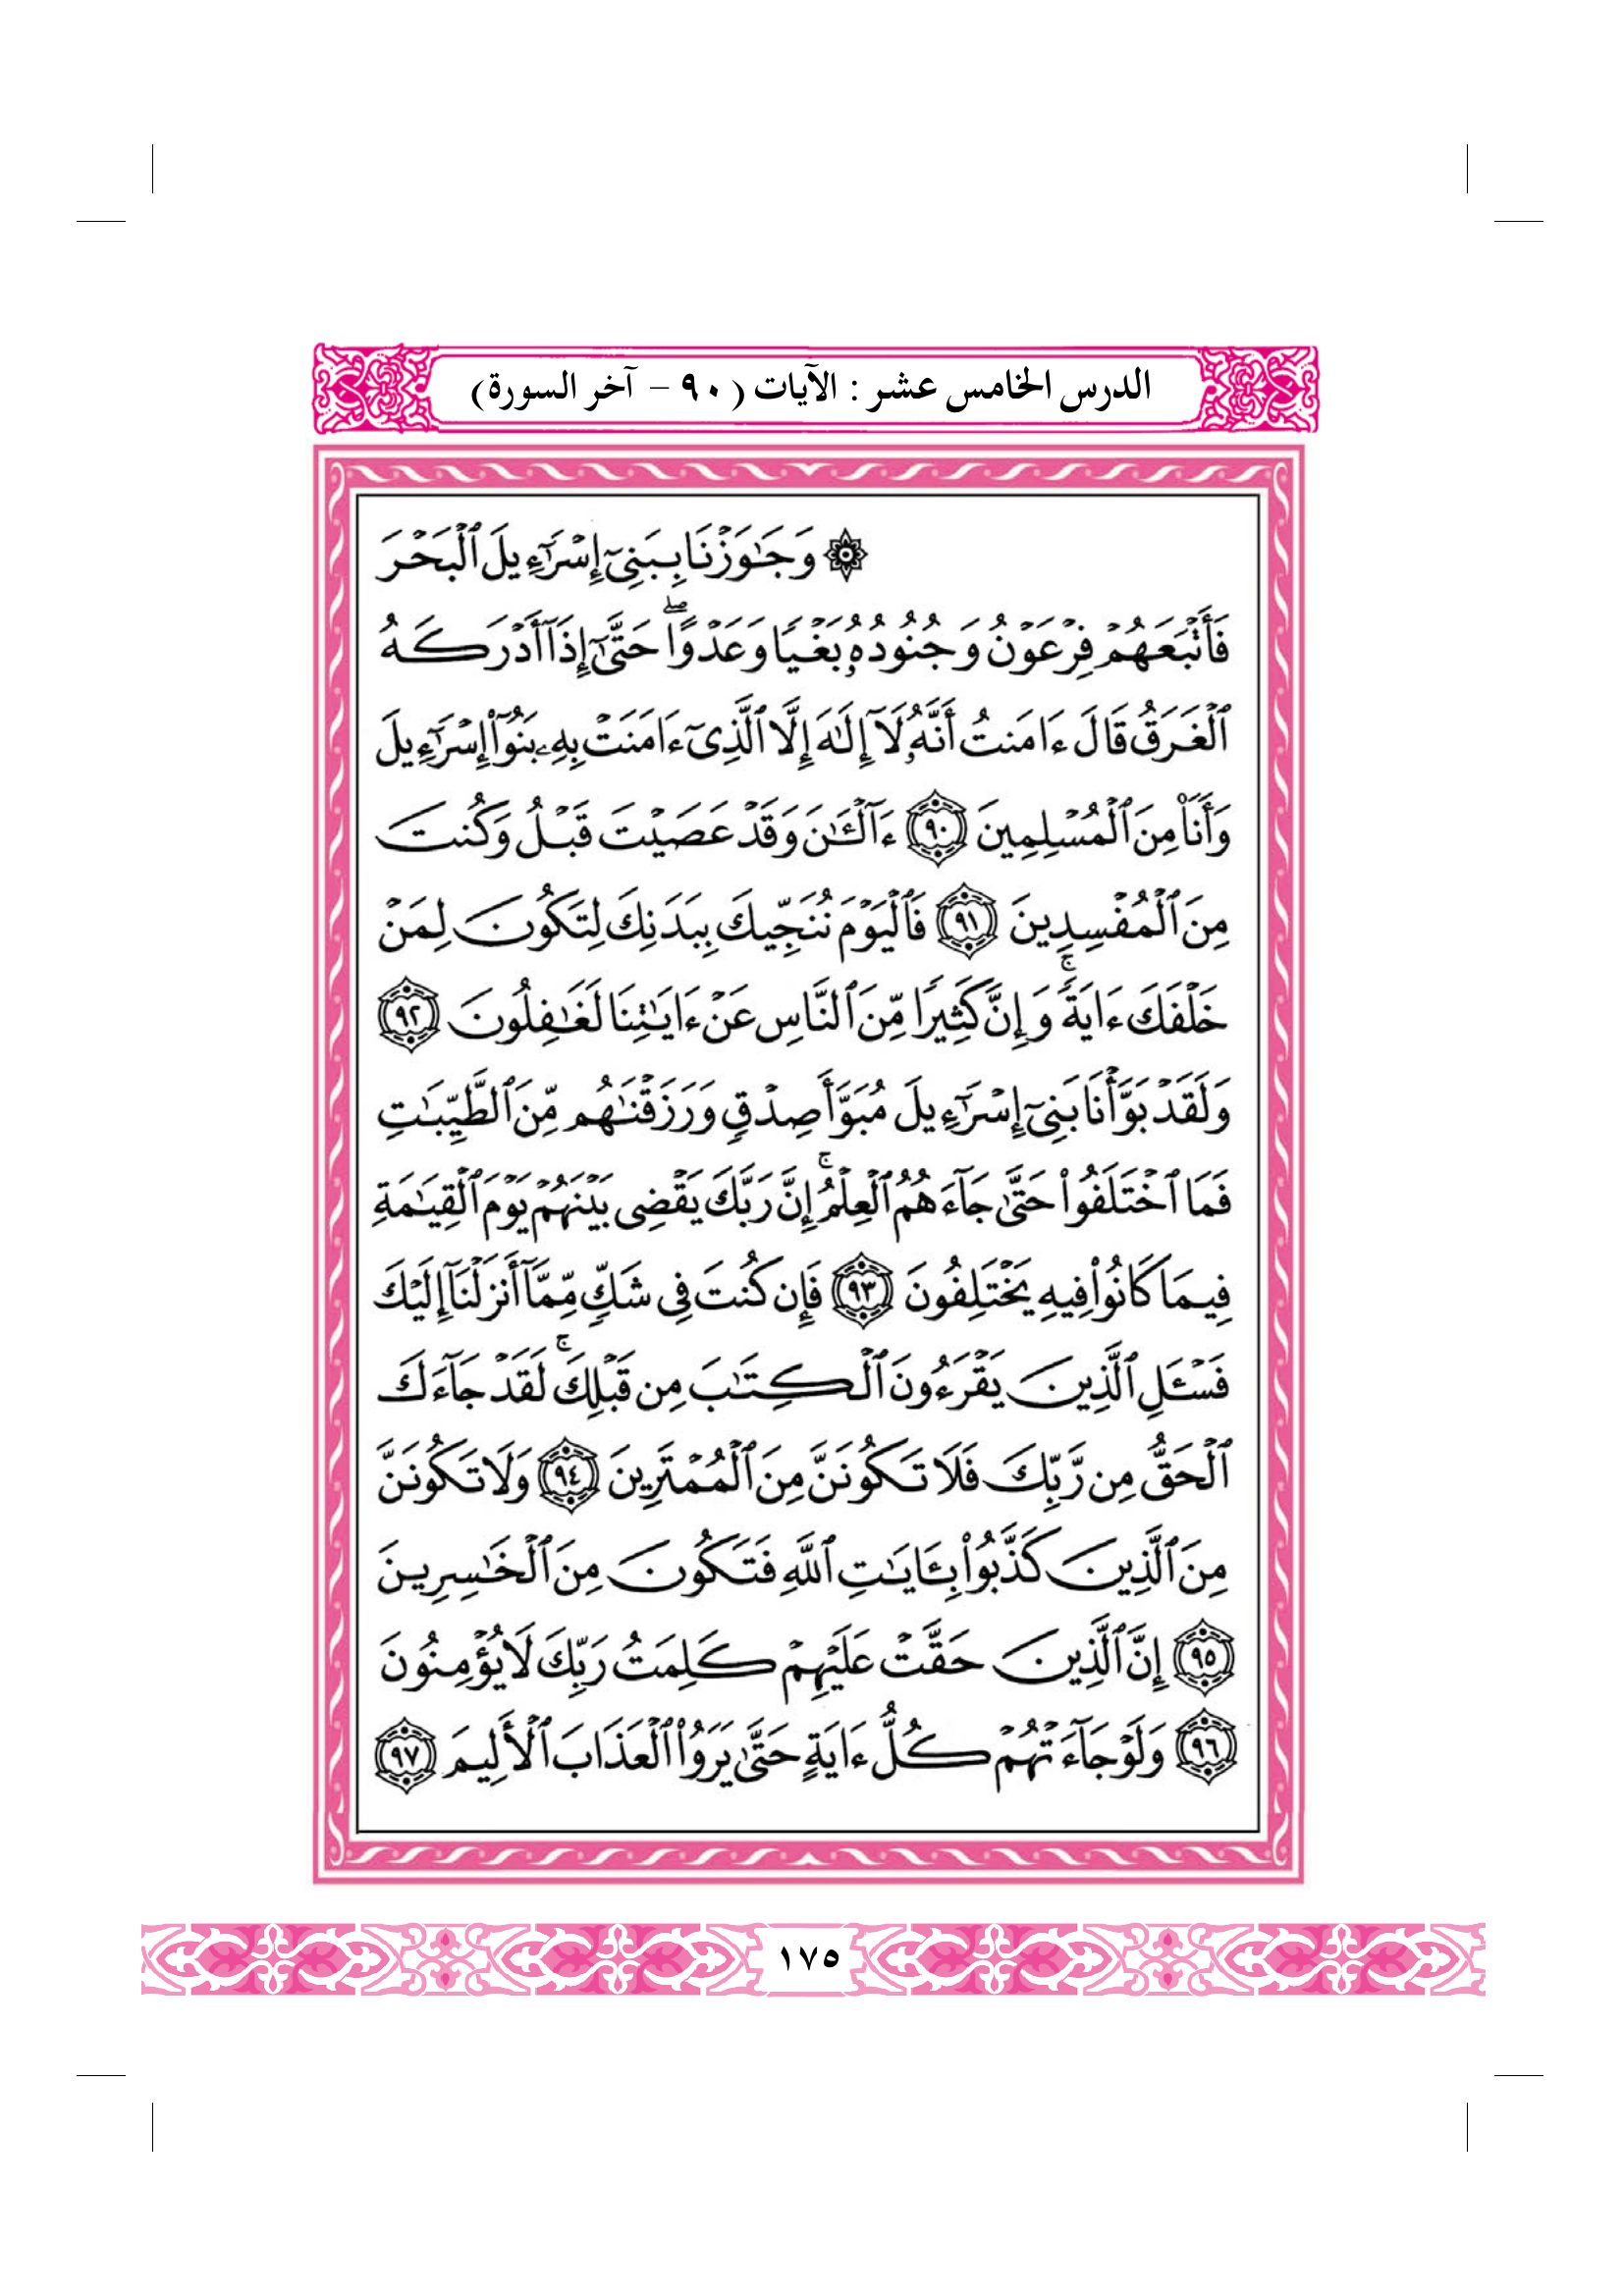 الدرس الخامس عشر : الآيات (٩٠ - آخر السورة)
۞ وَجَٰوَزۡنَا بِبَنِيٓ إِسۡرَٰٓءِيلَ ٱلۡبَحۡرَ
فَأَتۡبَعَهُمۡ فِرۡعَوۡنُ وَجُنُودُهُۥ بَغۡيٗا وَعَدۡوًاۖ حَتَّىٰٓ إِذَآ أَدۡرَكَهُ
ٱلۡغَرَقُ قَالَ ءَامَنتُ أَنَّهُۥ لَآ إِلَٰهَ إِلَّا ٱلَّذِيٓ ءَامَنَتۡ بِهِۦ بَنُوٓاْ إِسۡرَٰٓءِيلَ
وَأَنَا۠ مِنَ ٱلۡمُسۡلِمِينَ ٩٠ ءَآلۡـَٰٔنَ وَقَدۡ عَصَيۡتَ قَبۡلُ وَكُنتَ
مِنَ ٱلۡمُفۡسِدِينَ ٩١ فَٱلۡيَوۡمَ نُنَجِّيكَ بِبَدَنِكَ لِتَكُونَ لِمَنۡ
خَلۡفَكَ ءَايَةٗۚ وَإِنَّ كَثِيرٗا مِّنَ ٱلنَّاسِ عَنۡ ءَايَٰتِنَا لَغَٰفِلُونَ ٩٢
وَلَقَدۡ بَوَّأۡنَا بَنِيٓ إِسۡرَٰٓءِيلَ مُبَوَّأَ صِدۡقٖ وَرَزَقۡنَٰهُم مِّنَ ٱلطَّيِّبَٰتِ
فَمَا ٱخۡتَلَفُواْ حَتَّىٰ جَآءَهُمُ ٱلۡعِلۡمُۚ إِنَّ رَبَّكَ يَقۡضِي بَيۡنَهُمۡ يَوۡمَ ٱلۡقِيَٰمَةِ
فِيمَا كَانُواْ فِيهِ يَخۡتَلِفُونَ ٩٣ فَإِن كُنتَ فِي شَكّٖ مِّمَّآ أَنزَلۡنَآ إِلَيۡكَ
فَسۡـَٔلِ ٱلَّذِينَ يَقۡرَءُونَ ٱلۡكِتَٰبَ مِن قَبۡلِكَۚ لَقَدۡ جَآءَكَ
ٱلۡحَقُّ مِن رَّبِّكَ فَلَا تَكُونَنَّ مِنَ ٱلۡمُمۡتَرِينَ ٩٤ وَلَا تَكُونَنَّ
مِنَ ٱلَّذِينَ كَذَّبُواْ بِـَٔايَٰتِ ٱللَّهِ فَتَكُونَ مِنَ ٱلۡخَٰسِرِينَ
٩٥ إِنَّ ٱلَّذِينَ حَقَّتۡ عَلَيۡهِمۡ كَلِمَتُ رَبِّكَ لَا يُؤۡمِنُونَ
٩٦ وَلَوۡ جَآءَتۡهُمۡ كُلُّ ءَايَةٍ حَتَّىٰ يَرَوُاْ ٱلۡعَذَابَ ٱلۡأَلِيمَ ٩٧
١٧٥